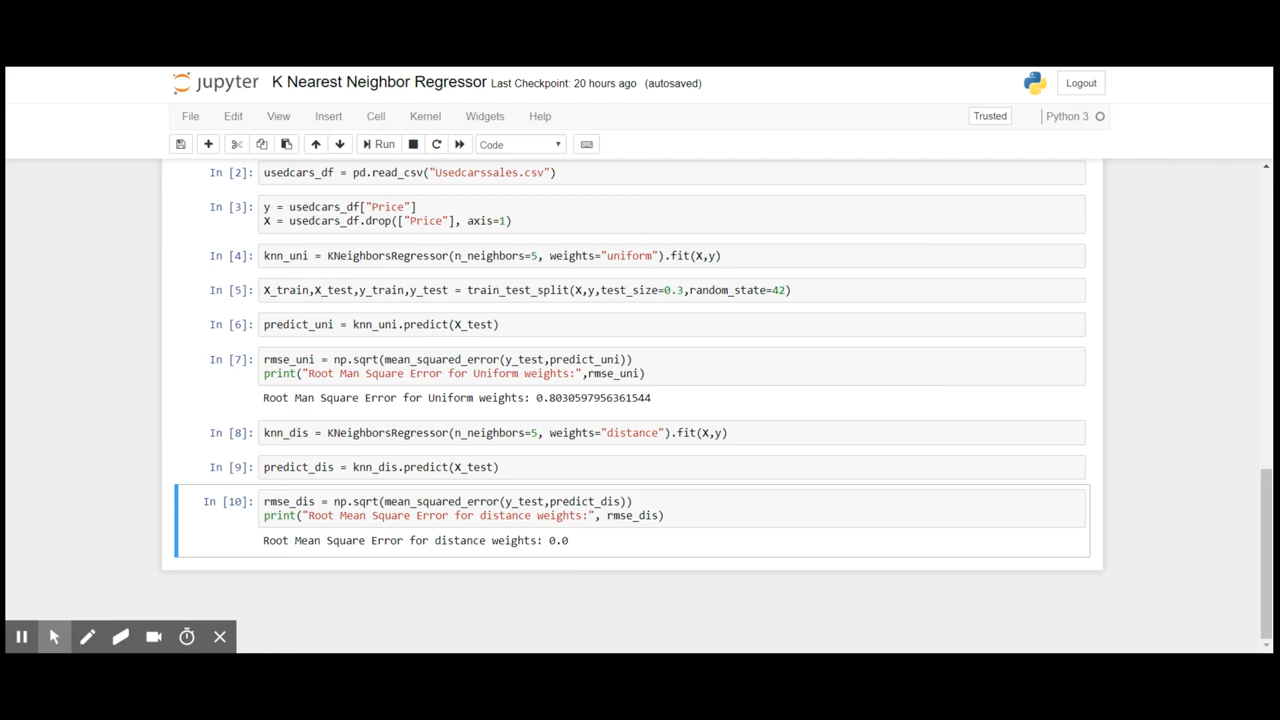 jupyter K Nearest Neighbor Regressor Last Checkpoint: 20 hours ago (autosaved) Logout
File Edit View Insert Cell Kernel Widgets Help Trusted Python 3
Run Code
In [2]: usedcars_df = pd.read_csv("Usedcarssales.csv")
In [3]: y = usedcars_df["Price"]
X = usedcars_df.drop(["Price"], axis=1)
In [4]: knn_uni = KNeighborsRegressor(n_neighbors=5, weights="uniform").fit(X,y)
In [5]: X_train,X_test,y_train,y_test = train_test_split(X,y,test_size=0.3,random_state=42)
In [6]: predict_uni = knn_uni.predict(X_test)
In [7]: rmse_uni = np.sqrt(mean_squared_error(y_test,predict_uni))
print("Root Man Square Error for Uniform weights:",rmse_uni)
Root Man Square Error for Uniform weights: 0.8030597956361544
In [8]: knn_dis = KNeighborsRegressor(n_neighbors=5, weights="distance").fit(X,y)
In [9]: predict_dis = knn_dis.predict(X_test)
In [10]: rmse_dis = np.sqrt(mean_squared_error(y_test,predict_dis))
print("Root Mean Square Error for distance weights:", rmse_dis)
Root Mean Square Error for distance weights: 0.0